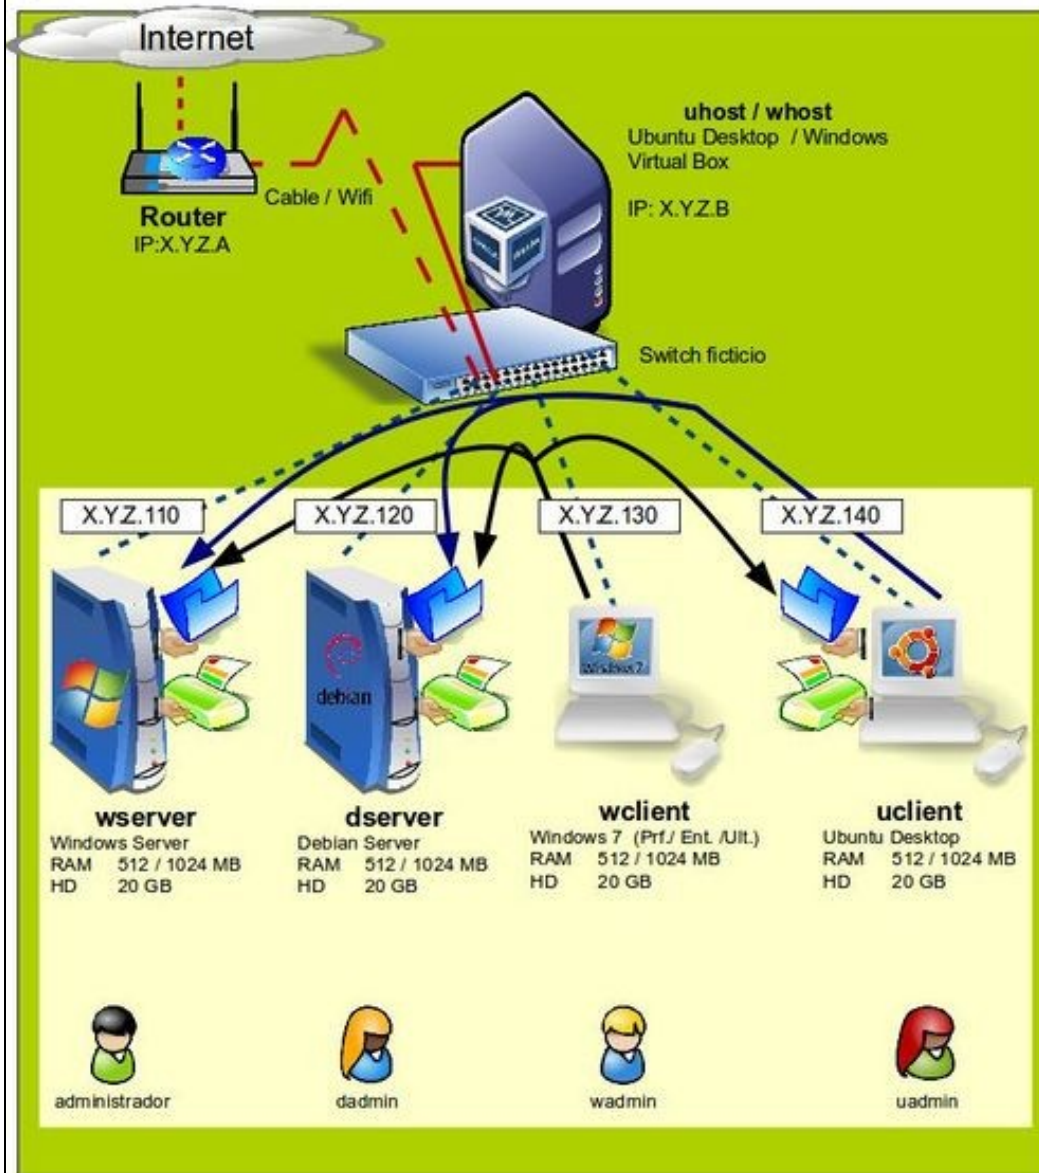 Internet
uhost / whost
Ubuntu Desktop / Windows
Virtual Box
Cable / Wifi
IP: X.Y.Z.B
Router
IP:X.Y.Z.A
Switch ficticio
X.Y.Z.110
X.Y.Z.120
X.Y.Z.130
X.Y.Z.140
debian
Windows 7
wserver
Windows Server
RAM 512 / 1024 MB
HD 20 GB
dserver
Debian Server
RAM 512 / 1024 MB
HD 20 GB
wclient
Windows 7 (Prf./ Ent. /Ult.)
RAM 512 / 1024 MB
HD 20 GB
uclient
Ubuntu Desktop
RAM 512 / 1024 MB
HD 20 GB
administrador
dadmin
wadmin
uadmin